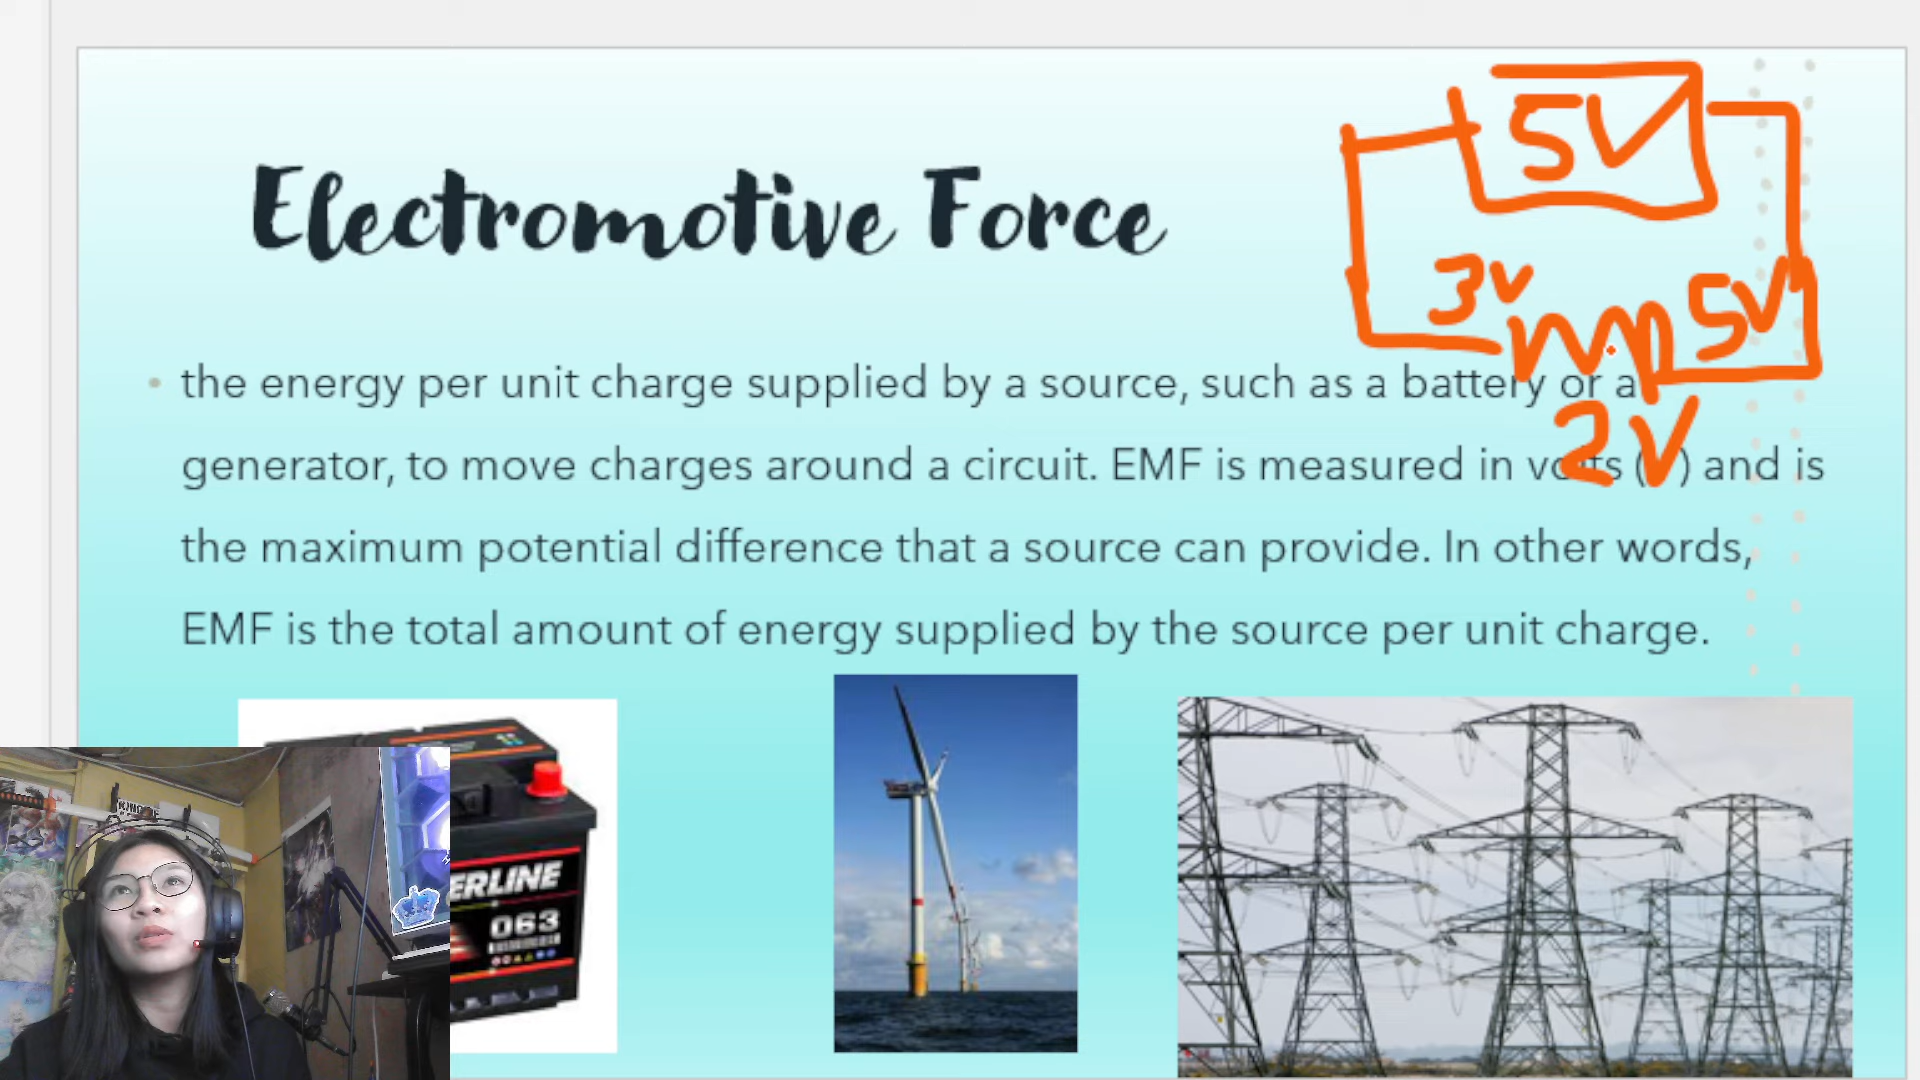 5V
Electromotive Force
3V
5V
• the energy per unit charge supplied by a source, such as a battery or a
2V
generator, to move charges around a circuit. EMF is measured in volts (V) and is
the maximum potential difference that a source can provide. In other words,
EMF is the total amount of energy supplied by the source per unit charge.
ERLINE
063